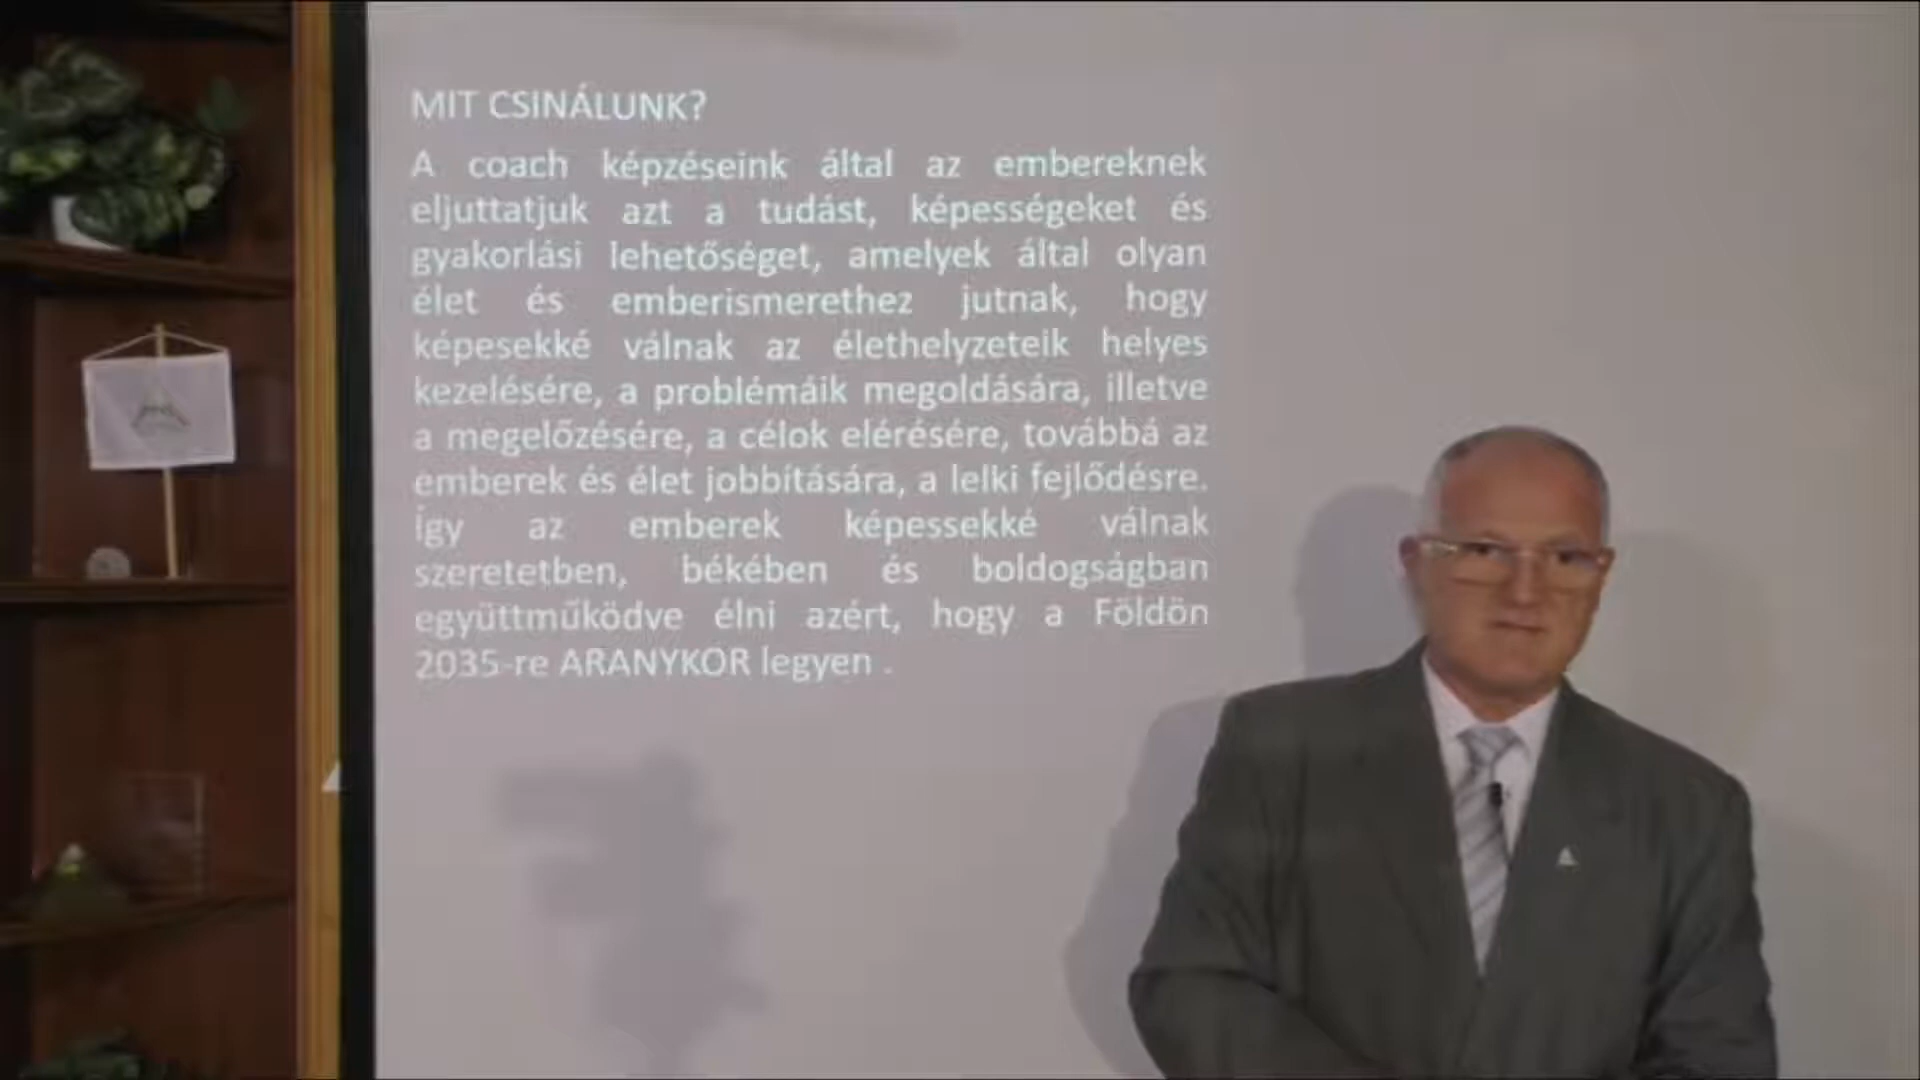 MIT CSINÁLUNK?
A coach képzéseink által az embereknek
eljuttatjuk azt a tudást, képességeket és
gyakorlási lehetőséget, amelyek által olyan
élet és emberismerethez jutnak, hogy
képesekké válnak az élethelyzeteik helyes
kezelésére, a problémáik megoldására, illetve
a megelőzésére, a célok elérésére, továbbá az
emberek és élet jobbítására, a lelki fejlődésre.
Így az emberek képessekké válnak
szeretetben, békében és boldogságban
együttműködve élni azért, hogy a Földön
2035-re ARANYKOR legyen .